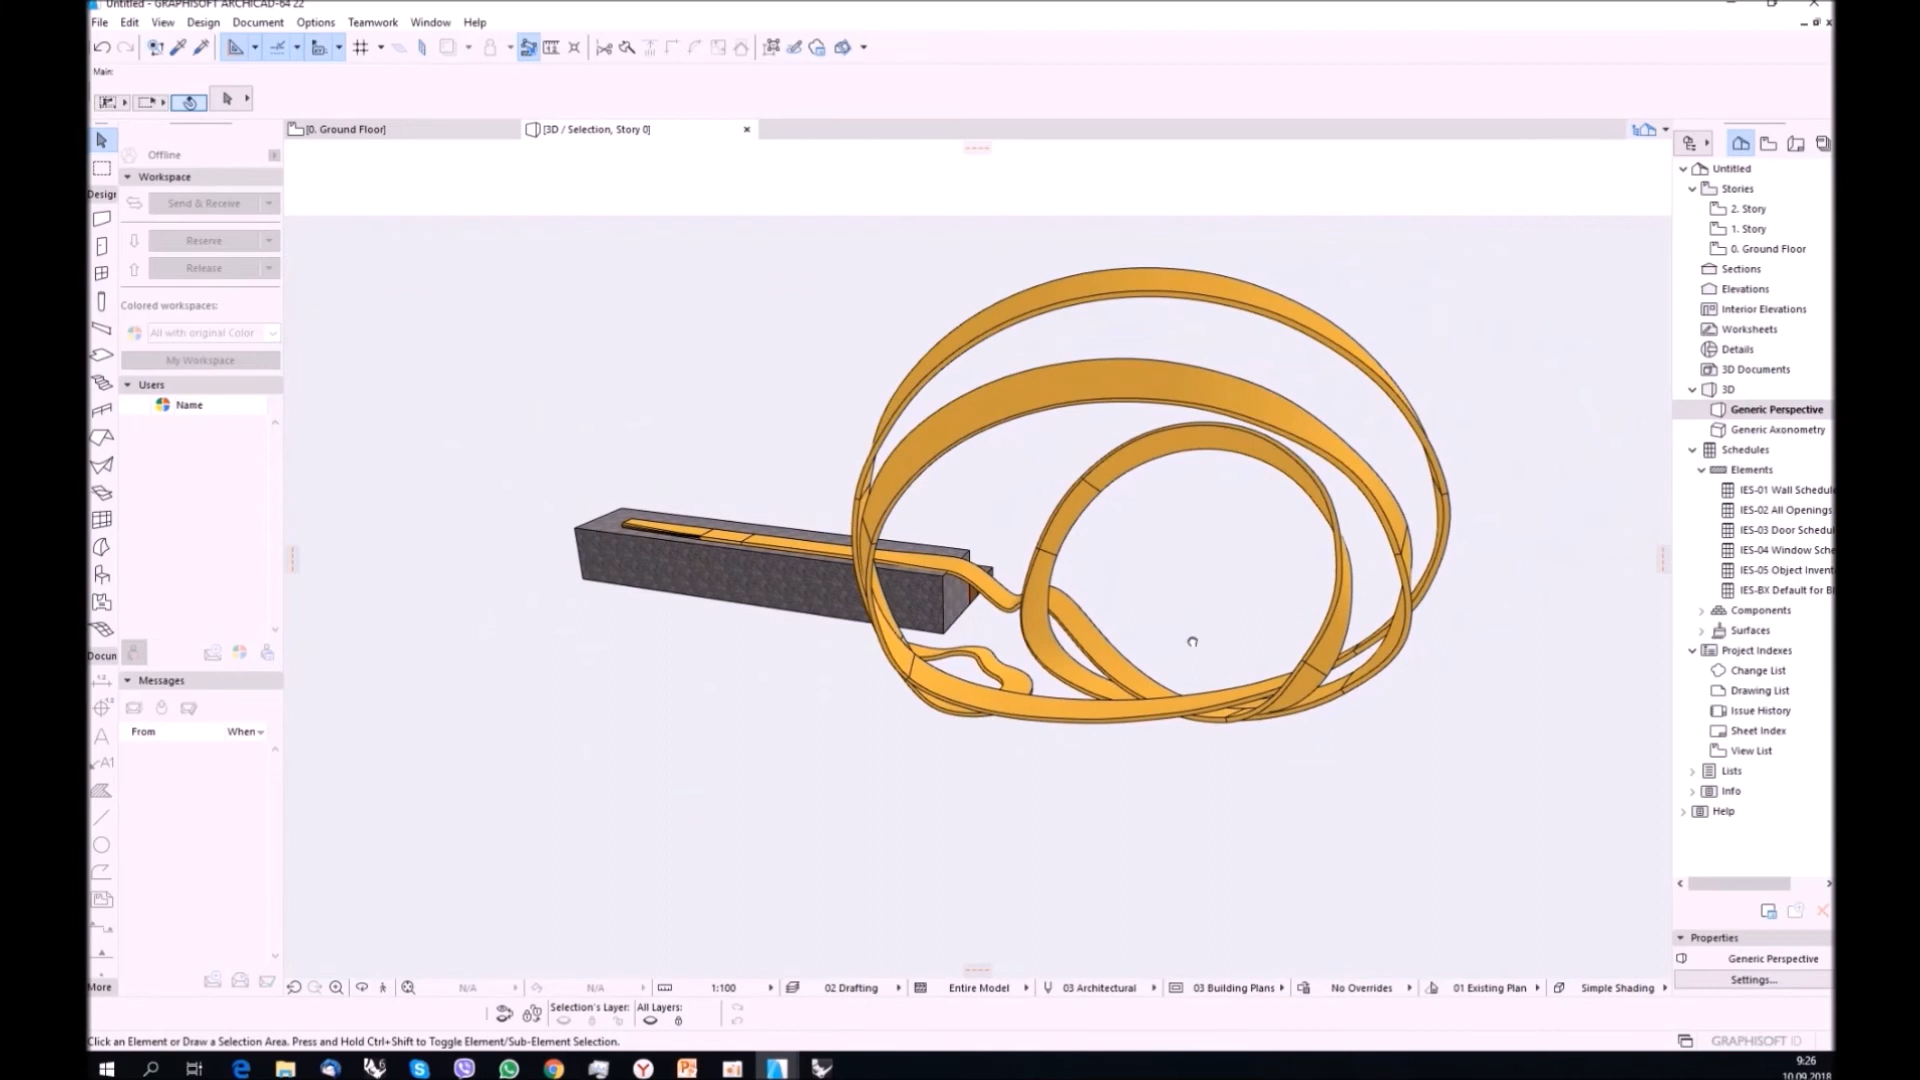 Untitled - GRAPHISOFT ARCHICAD-64 22
File Edit View Design Document Options Teamwork Window Help
Main:
[0. Ground Floor]
[3D / Selection, Story 0]
Offline
Workspace
Send & Receive
Reserve
Release
Colored workspaces:
All with original Color
My Workspace
Users
Name
Messages
From When
Design
Docum
More
Untitled
Stories
2. Story
1. Story
0. Ground Floor
Sections
Elevations
Interior Elevations
Worksheets
Details
3D Documents
3D
Generic Perspective
Generic Axonometry
Schedules
Elements
IES-01 Wall Schedul
IES-02 All Openings
IES-03 Door Schedul
IES-04 Window Sche
IES-05 Object Invent
IES-BX Default for B
Components
Surfaces
Project Indexes
Change List
Drawing List
Issue History
Sheet Index
View List
Lists
Info
Help
Properties
Generic Perspective
Settings...
N/A N/A 1:100 02 Drafting Entire Model 03 Architectural 03 Building Plans No Overrides 01 Existing Plan Simple Shading
Selection's Layer: All Layers:
Click an Element or Draw a Selection Area. Press and Hold Ctrl+Shift to Toggle Element/Sub-Element Selection.
GRAPHISOFT ID
9:26
10.09.2018